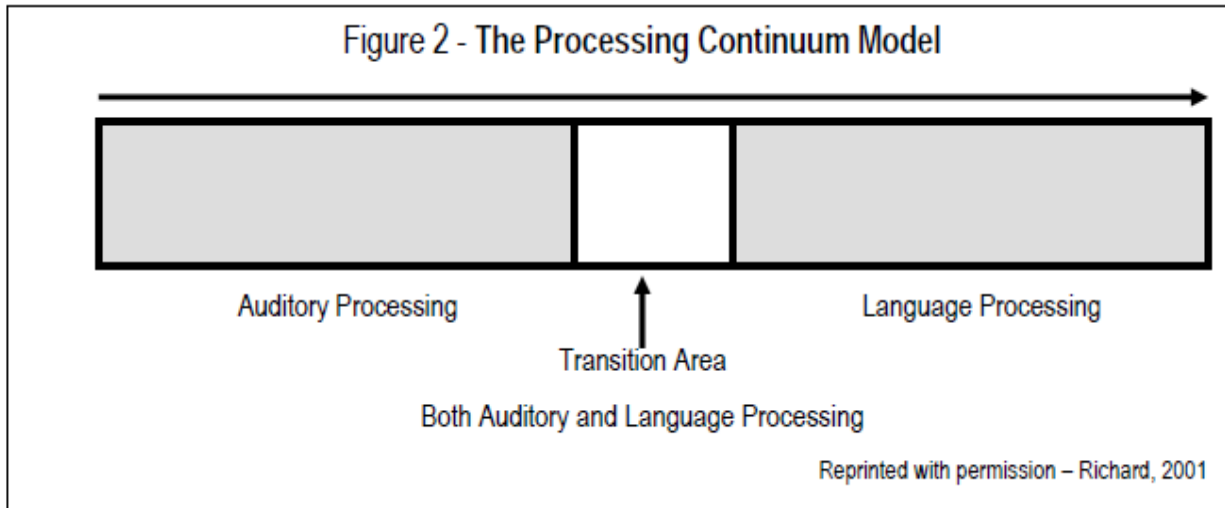 Figure 2 - The Processing Continuum Model
Auditory Processing
Language Processing
Transition Area
Both Auditory and Language Processing
Reprinted with permission – Richard, 2001